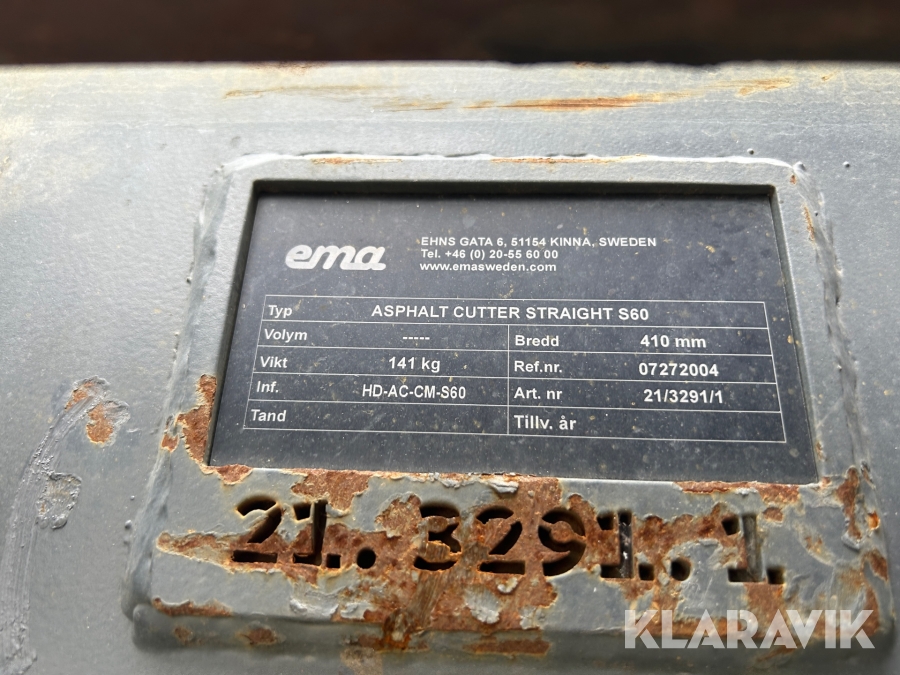 ema
EHNS GATA 6, 51154 KINNA, SWEDEN
Tel. +46 (0) 20-55 60 00
www.emasweden.com
Typ ASPHALT CUTTER STRAIGHT S60
Volym ----- Bredd 410 mm
Vikt 141 kg Ref.nr. 07272004
Inf. HD-AC-CM-S60 Art. nr 21/3291/1
Tand Tillv. år
21..3291..1.
KLARAVIK